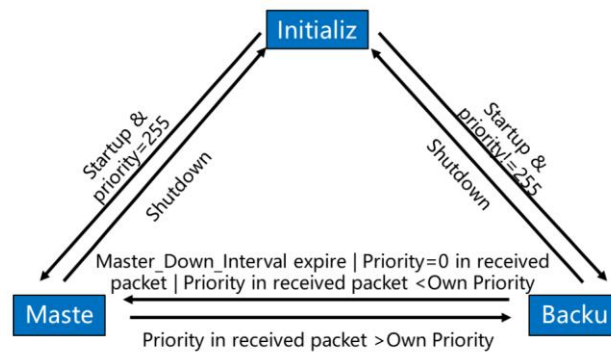 Initializ
Startup &
priority=255
Shutdown
Startup &
priority!=255
Shutdown
Master_Down_Interval expire | Priority=0 in received
packet | Priority in received packet <Own Priority
Maste
Backu
Priority in received packet >Own Priority